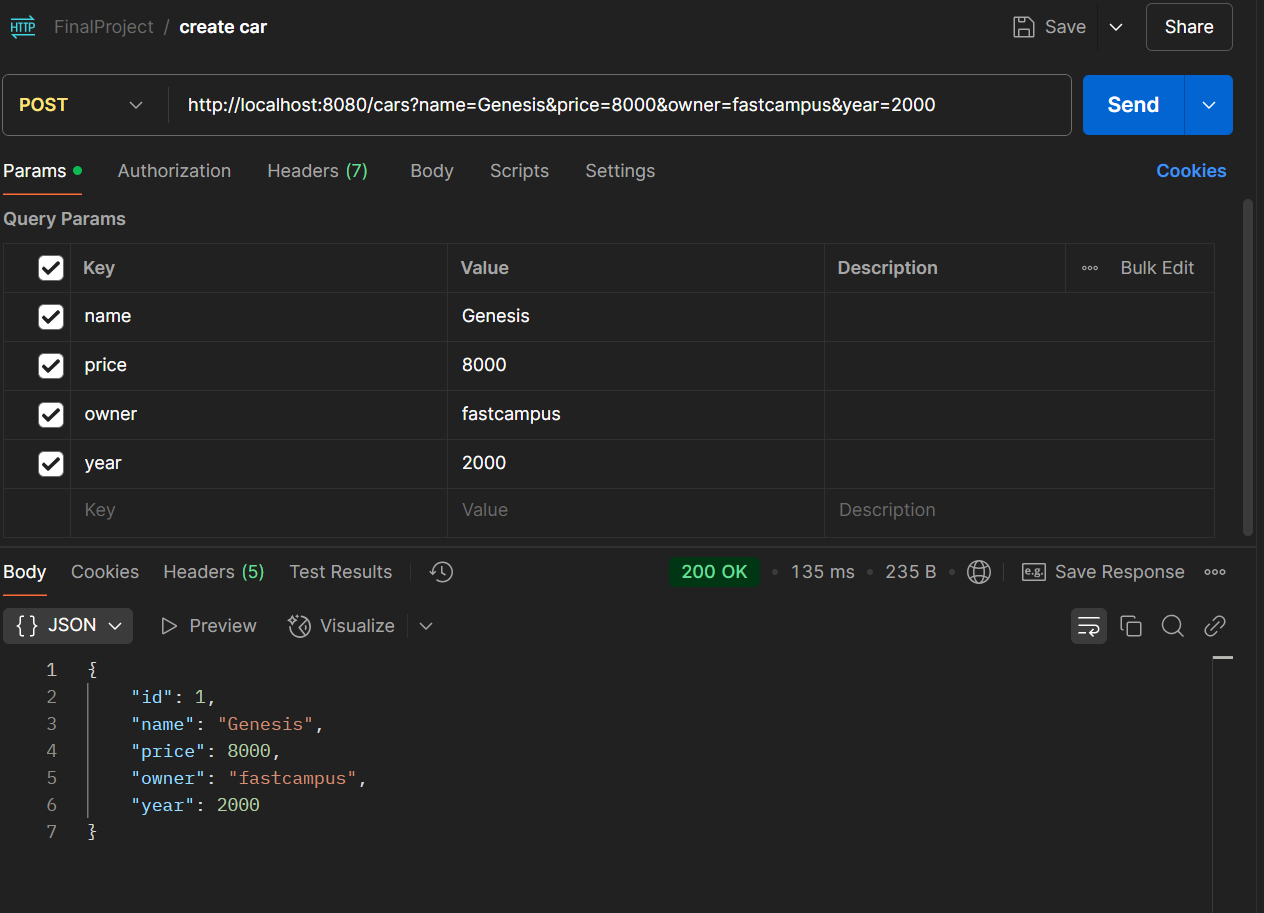 HTTP FinalProject / create car Save Share
POST http://localhost:8080/cars?name=Genesis&price=8000&owner=fastcampus&year=2000 Send
Params Authorization Headers (7) Body Scripts Settings Cookies
Query Params
Key Value Description Bulk Edit
name Genesis
price 8000
owner fastcampus
year 2000
Key Value Description
Body Cookies Headers (5) Test Results 200 OK 135 ms 235 B e.g. Save Response
{} JSON Preview Visualize
1 {
2 "id": 1,
3 "name": "Genesis",
4 "price": 8000,
5 "owner": "fastcampus",
6 "year": 2000
7 }